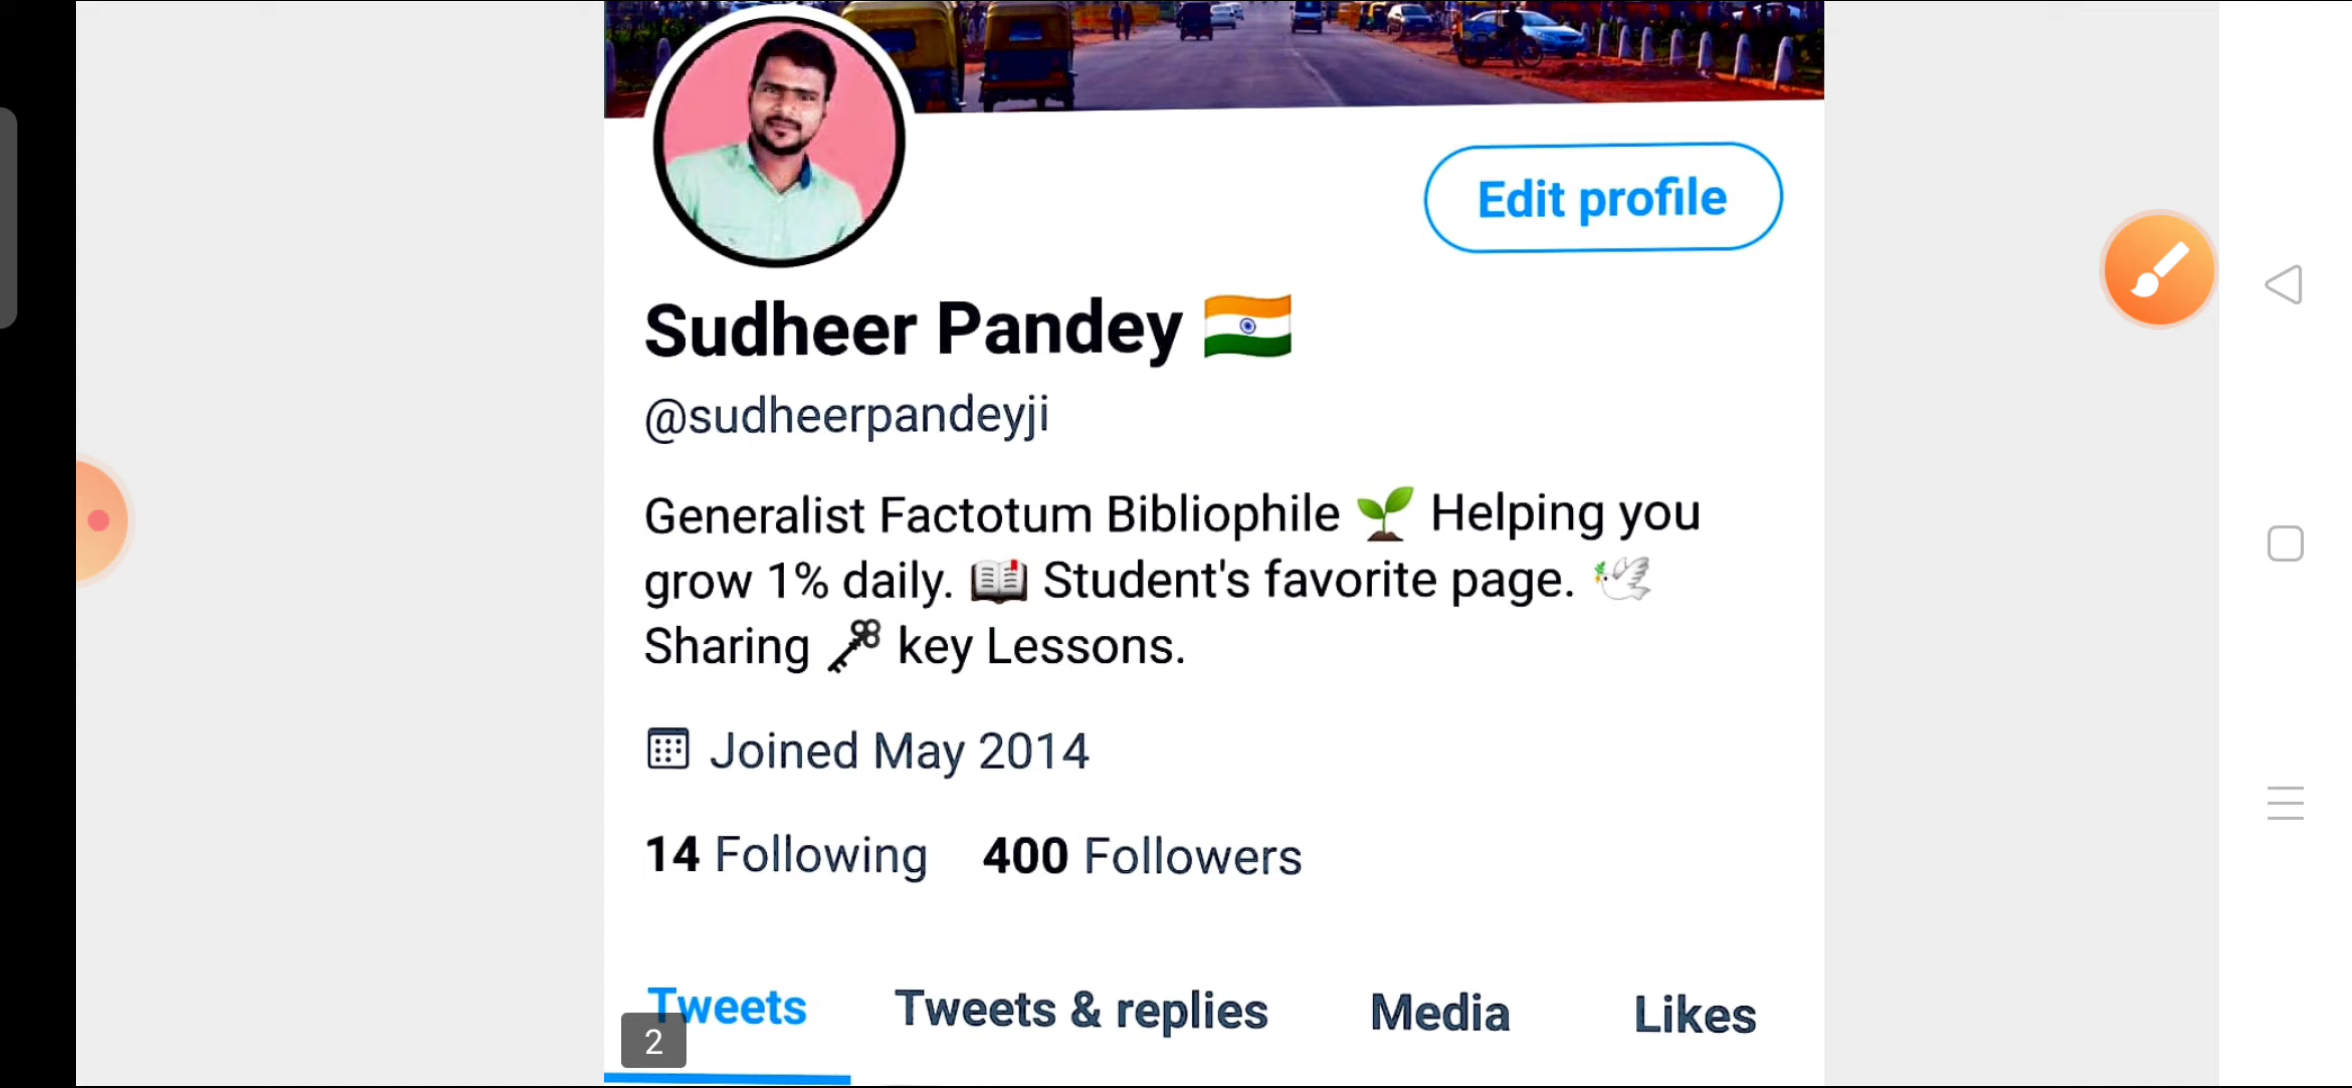 Edit profile
Sudheer Pandey 🇮🇳
@sudheerpandeyji
Generalist Factotum Bibliophile 🌱 Helping you
grow 1% daily. 📖 Student's favorite page. 🕊️
Sharing 🗝️ key Lessons.
Joined May 2014
14 Following 400 Followers
Tweets Tweets & replies Media Likes
2